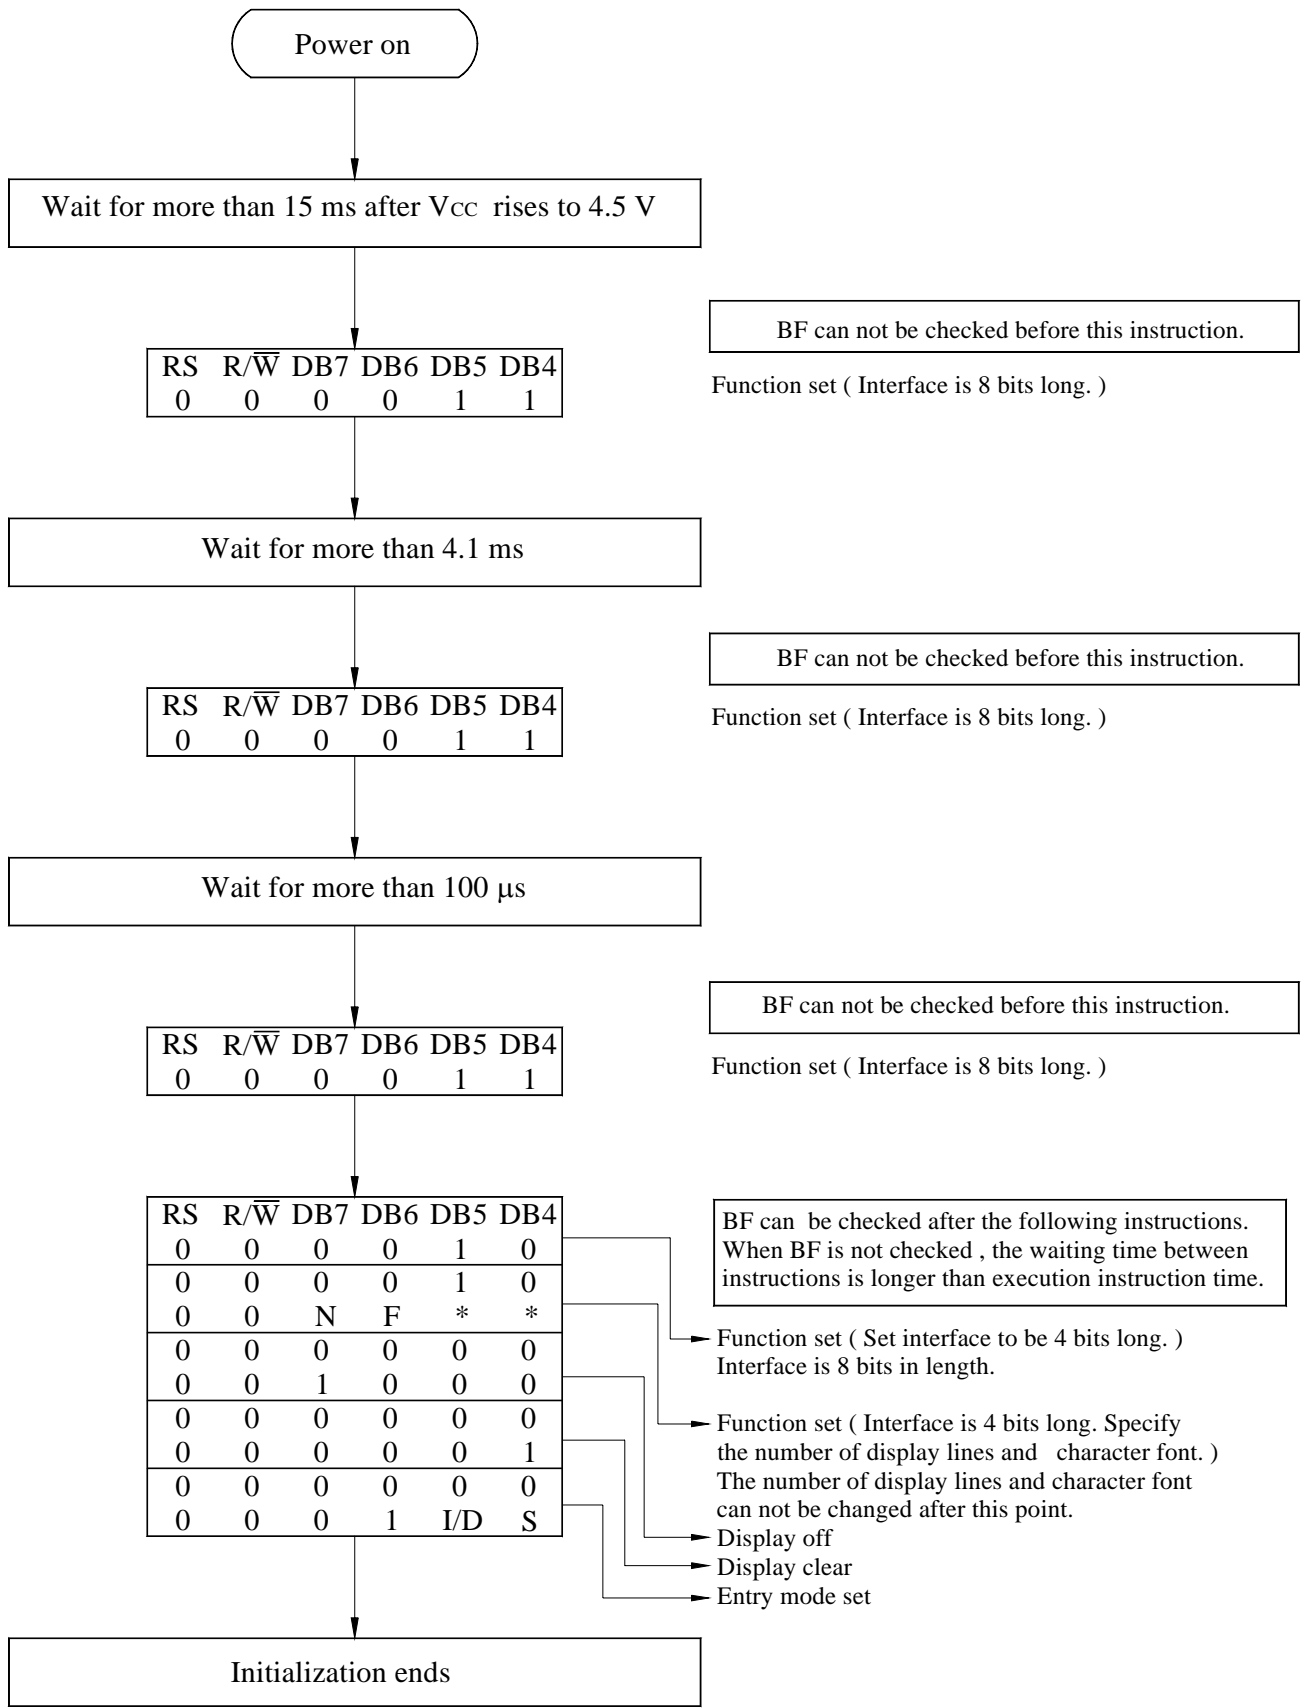 Power on
Wait for more than 15 ms after VCC rises to 4.5 V
BF can not be checked before this instruction.
RS R/W̅ DB7 DB6 DB5 DB4
0 0 0 0 1 1
Function set ( Interface is 8 bits long. )
Wait for more than 4.1 ms
BF can not be checked before this instruction.
RS R/W̅ DB7 DB6 DB5 DB4
0 0 0 0 1 1
Function set ( Interface is 8 bits long. )
Wait for more than 100 μs
BF can not be checked before this instruction.
RS R/W̅ DB7 DB6 DB5 DB4
0 0 0 0 1 1
Function set ( Interface is 8 bits long. )
RS R/W̅ DB7 DB6 DB5 DB4
0 0 0 0 1 0
0 0 0 0 1 0
0 0 N F * *
0 0 0 0 0 0
0 0 1 0 0 0
0 0 0 0 0 0
0 0 0 0 0 1
0 0 0 0 0 0
0 0 0 1 I/D S
BF can be checked after the following instructions.
When BF is not checked , the waiting time between
instructions is longer than execution instruction time.
Function set ( Set interface to be 4 bits long. )
Interface is 8 bits in length.
Function set ( Interface is 4 bits long. Specify
the number of display lines and character font. )
The number of display lines and character font
can not be changed after this point.
Display off
Display clear
Entry mode set
Initialization ends